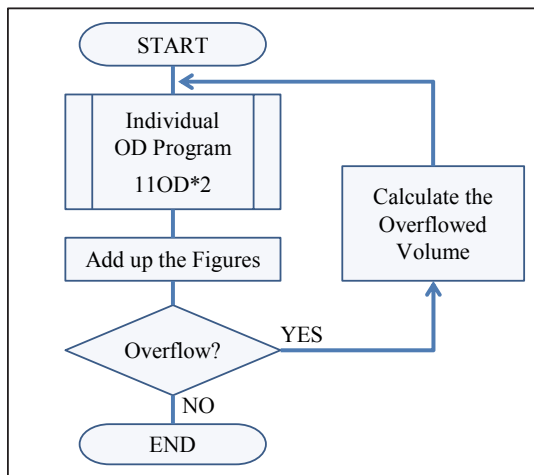 START
Individual
OD Program
11OD*2
Add up the Figures
Overflow?
YES
Calculate the
Overflowed
Volume
NO
END